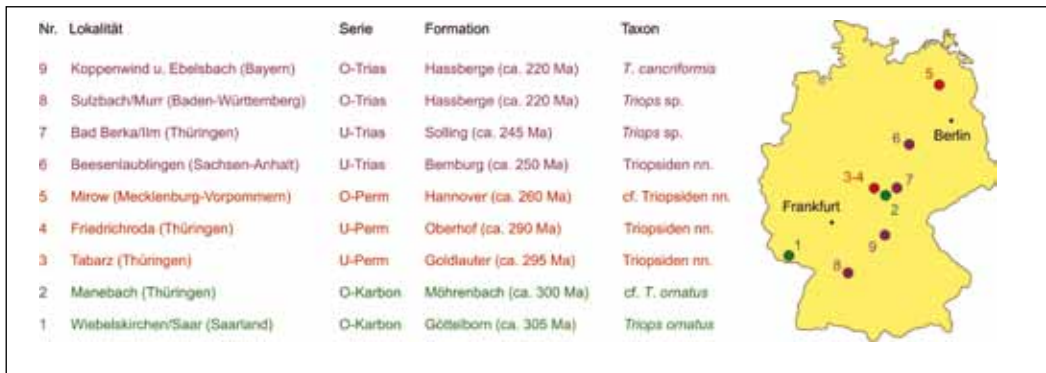 Nr. Lokalität Serie Formation Taxon
9 Koppenwind u. Ebelsbach (Bayern) O-Trias Hassberge (ca. 220 Ma) T. cancriformis
8 Sulzbach/Murr (Baden-Württemberg) O-Trias Hassberge (ca. 220 Ma) Triops sp.
7 Bad Berka/Ilm (Thüringen) U-Trias Solling (ca. 245 Ma) Triops sp.
6 Beesenlaublingen (Sachsen-Anhalt) U-Trias Bernburg (ca. 250 Ma) Triopsiden nn.
5 Mirow (Mecklenburg-Vorpommern) O-Perm Hannover (ca. 260 Ma) cf. Triopsiden nn.
4 Friedrichroda (Thüringen) U-Perm Oberhof (ca. 290 Ma) Triopsiden nn.
3 Tabarz (Thüringen) U-Perm Goldlauter (ca. 295 Ma) Triopsiden nn.
2 Manebach (Thüringen) O-Karbon Möhrenbach (ca. 300 Ma) cf. T. ornatus
1 Wiebelskirchen/Saar (Saarland) O-Karbon Göttelborn (ca. 305 Ma) Triops ornatus
5
Berlin
6
3-4
7
2
Frankfurt
9
1
8